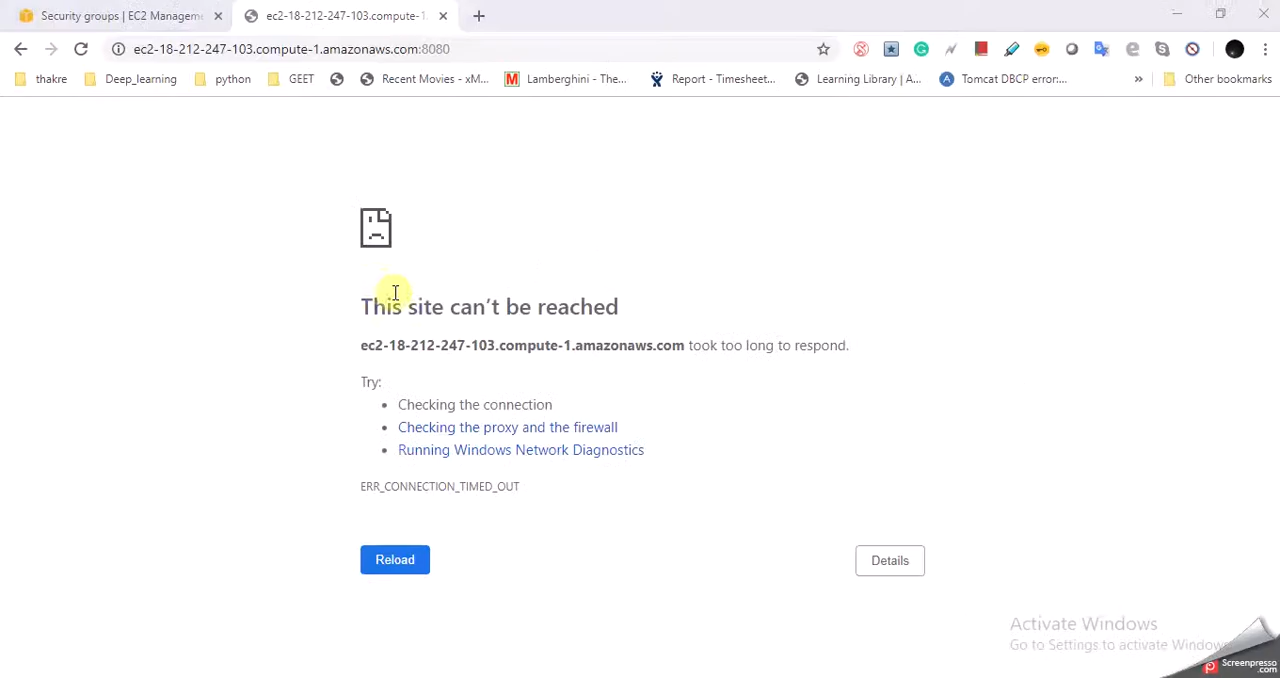 Security groups | EC2 Managem
ec2-18-212-247-103.compute-1.
ec2-18-212-247-103.compute-1.amazonaws.com:8080
thakre
Deep_learning
python
GEET
Recent Movies - xM...
M
Lamborghini - The...
Report - Timesheet...
Learning Library | A...
A
Tomcat DBCP error:...
»
Other bookmarks
This site can't be reached
ec2-18-212-247-103.compute-1.amazonaws.com took too long to respond.
Try:
• Checking the connection
• Checking the proxy and the firewall
• Running Windows Network Diagnostics
ERR_CONNECTION_TIMED_OUT
Reload
Details
Activate Windows
Go to Settings to activate Windows
Screenpresso
.com